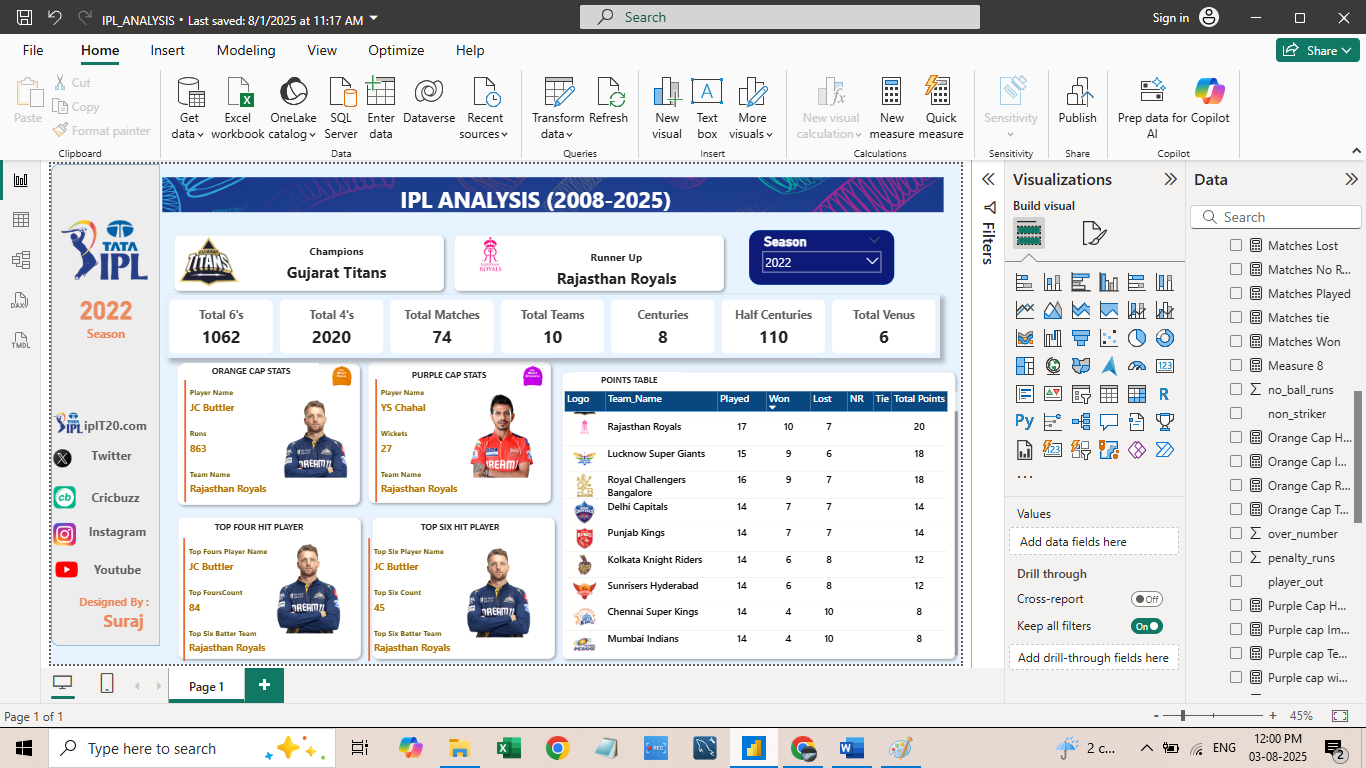 IPL_ANALYSIS • Last saved: 8/1/2025 at 11:17 AM
Search
Sign in
File
Home
Insert
Modeling
View
Optimize
Help
Share
Paste
Cut
Copy
Format painter
Clipboard
Get data
Excel workbook
OneLake catalog
SQL Server
Enter data
Dataverse
Recent sources
Data
Transform data
Refresh
Queries
New visual
Text box
More visuals
Insert
New visual calculation
New measure
Quick measure
Calculations
Sensitivity
Sensitivity
Publish
Share
Prep data for AI
Copilot
Copilot
TATA
IPL
2022
Season
IPL ANALYSIS (2008-2025)
TITANS
Champions
Gujarat Titans
ROYALS
Runner Up
Rajasthan Royals
Season
2022
Total 6's
1062
Total 4's
2020
Total Matches
74
Total Teams
10
Centuries
8
Half Centuries
110
Total Venus
6
ORANGE CAP STATS
Player Name
JC Buttler
Runs
863
Team Name
Rajasthan Royals
PURPLE CAP STATS
Player Name
YS Chahal
Wickets
27
Team Name
Rajasthan Royals
TOP FOUR HIT PLAYER
Top Fours Player Name
JC Buttler
Top FoursCount
84
Top Six Batter Team
Rajasthan Royals
TOP SIX HIT PLAYER
Top Six Player Name
JC Buttler
Top Six Count
45
Top Six Batter Team
Rajasthan Royals
POINTS TABLE
Logo Team_Name Played Won Lost NR Tie Total Points
Rajasthan Royals 17 10 7 20
Lucknow Super Giants 15 9 6 18
Royal Challengers Bangalore 16 9 7 18
Delhi Capitals 14 7 7 14
Punjab Kings 14 7 7 14
Kolkata Knight Riders 14 6 8 12
Sunrisers Hyderabad 14 6 8 12
Chennai Super Kings 14 4 10 8
Mumbai Indians 14 4 10 8
iplT20.com
Twitter
Cricbuzz
Instagram
Youtube
Designed By :
Suraj
Filters
Visualizations
Build visual
Values
Add data fields here
Drill through
Cross-report
Off
Keep all filters
On
Add drill-through fields here
Data
Search
Matches Lost
Matches No R...
Matches Played
Matches tie
Matches Won
Measure 8
no_ball_runs
non_striker
Orange Cap H...
Orange Cap I...
Orange Cap R...
Orange Cap T...
over_number
penalty_runs
player_out
Purple Cap H...
Purple cap Im...
Purple cap Te...
Purple cap wi...
DAX
TMDL
Page 1
Page 1 of 1
45%
Type here to search
2 c...
ENG
12:00 PM
03-08-2025
2